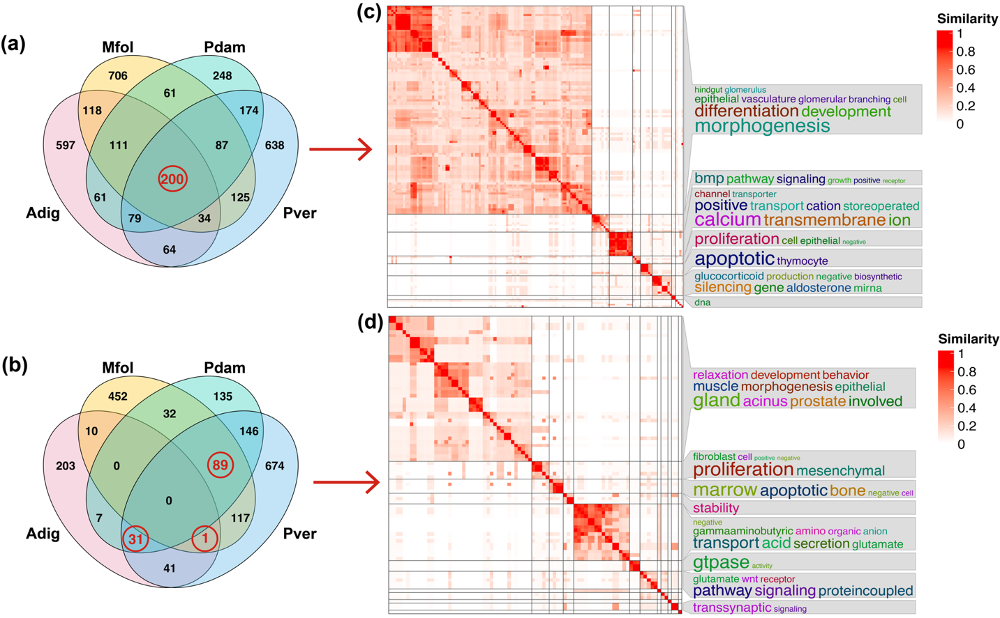 (a)
Mfol
Pdam
706
248
61
118
174
597
111
87
638
200
61
125
79
34
Adig
Pver
64
(b)
Mfol
Pdam
452
135
32
10
146
203
0
89
674
0
7
117
31
1
Adig
Pver
41
(c)
hindgut glomerulus
epithelial vasculature glomerular branching cell
differentiation development
morphogenesis
bmp pathway signaling growth positive receptor
channel transporter
positive transport cation storeoperated
calcium transmembrane ion
proliferation cell epithelial negative
apoptotic thymocyte
glucocorticoid production negative biosynthetic
silencing gene aldosterone mirna
dna
Similarity
1
0.8
0.6
0.4
0.2
0
(d)
relaxation development behavior
muscle morphogenesis epithelial
gland acinus prostate involved
fibroblast cell positive negative
proliferation mesenchymal
marrow apoptotic bone negative cell
stability
negative
gammaaminobutyric amino organic anion
transport acid secretion glutamate
gtpase activity
glutamate wnt receptor
pathway signaling proteincoupled
transsynaptic signaling
Similarity
1
0.8
0.6
0.4
0.2
0